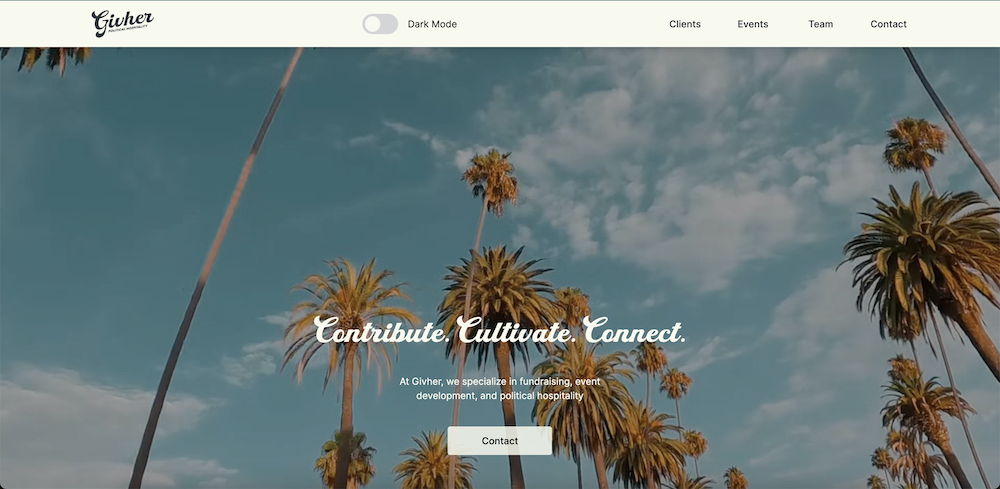 Givher
POLITICAL HOSPITALITY
Dark Mode
Clients
Events
Team
Contact
Contribute. Cultivate. Connect.
At Givher, we specialize in fundraising, event
development, and political hospitality
Contact